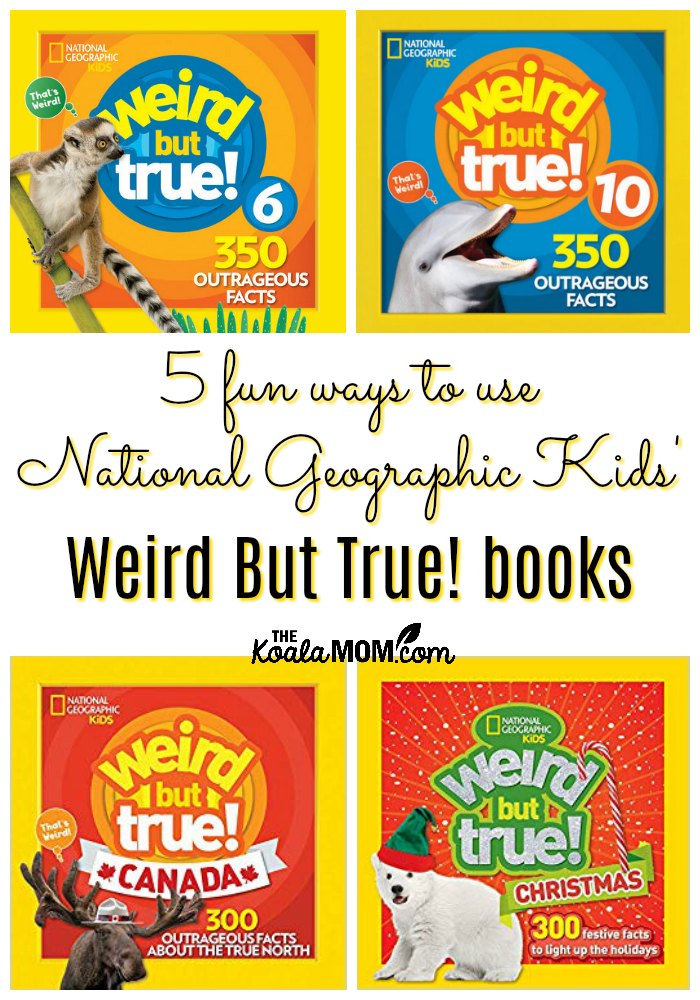 NATIONAL
GEOGRAPHIC
KiDS
That's
Weird!
weird
but
true!
6
350
OUTRAGEOUS
FACTS
NATIONAL
GEOGRAPHIC
KiDS
That's
Weird!
weird
but
true!
10
350
OUTRAGEOUS
FACTS
5 fun ways to use
National Geographic Kids'
Weird But True! books
THE
KoalaMOM.com
NATIONAL
GEOGRAPHIC
KiDS
That's
Weird!
weird
but
true!
CANADA
300
OUTRAGEOUS FACTS
ABOUT THE TRUE NORTH
NATIONAL
GEOGRAPHIC
KiDS
weird
but
true!
CHRISTMAS
300 festive facts
to light up the holidays